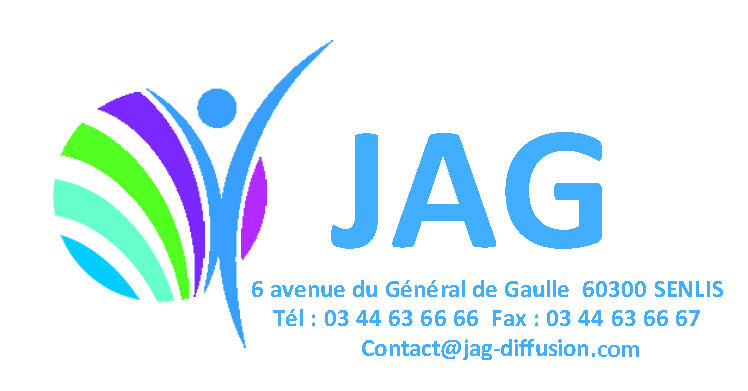 JAG
6 avenue du Général de Gaulle  60300 SENLIS
Tél : 03 44 63 66 66  Fax : 03 44 63 66 67
Contact@jag-diffusion.com